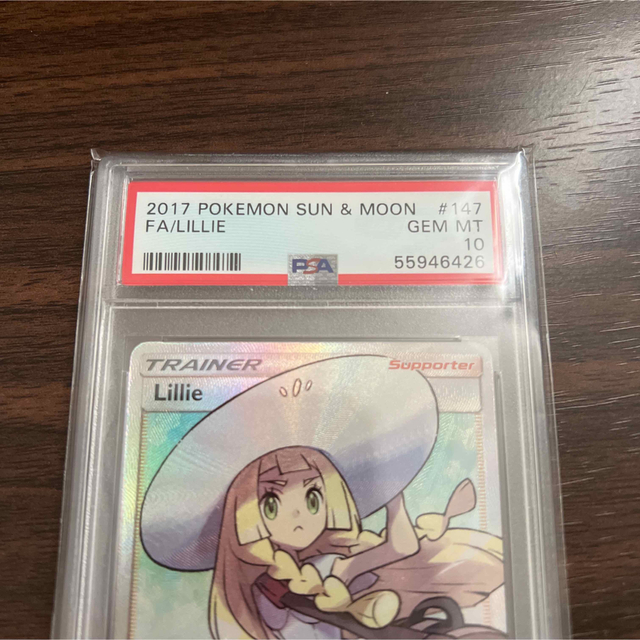 2017 POKEMON SUN & MOON #147
FA/LILLIE GEM MT
10
PSA 55946426
TRAINER Supporter
Lillie